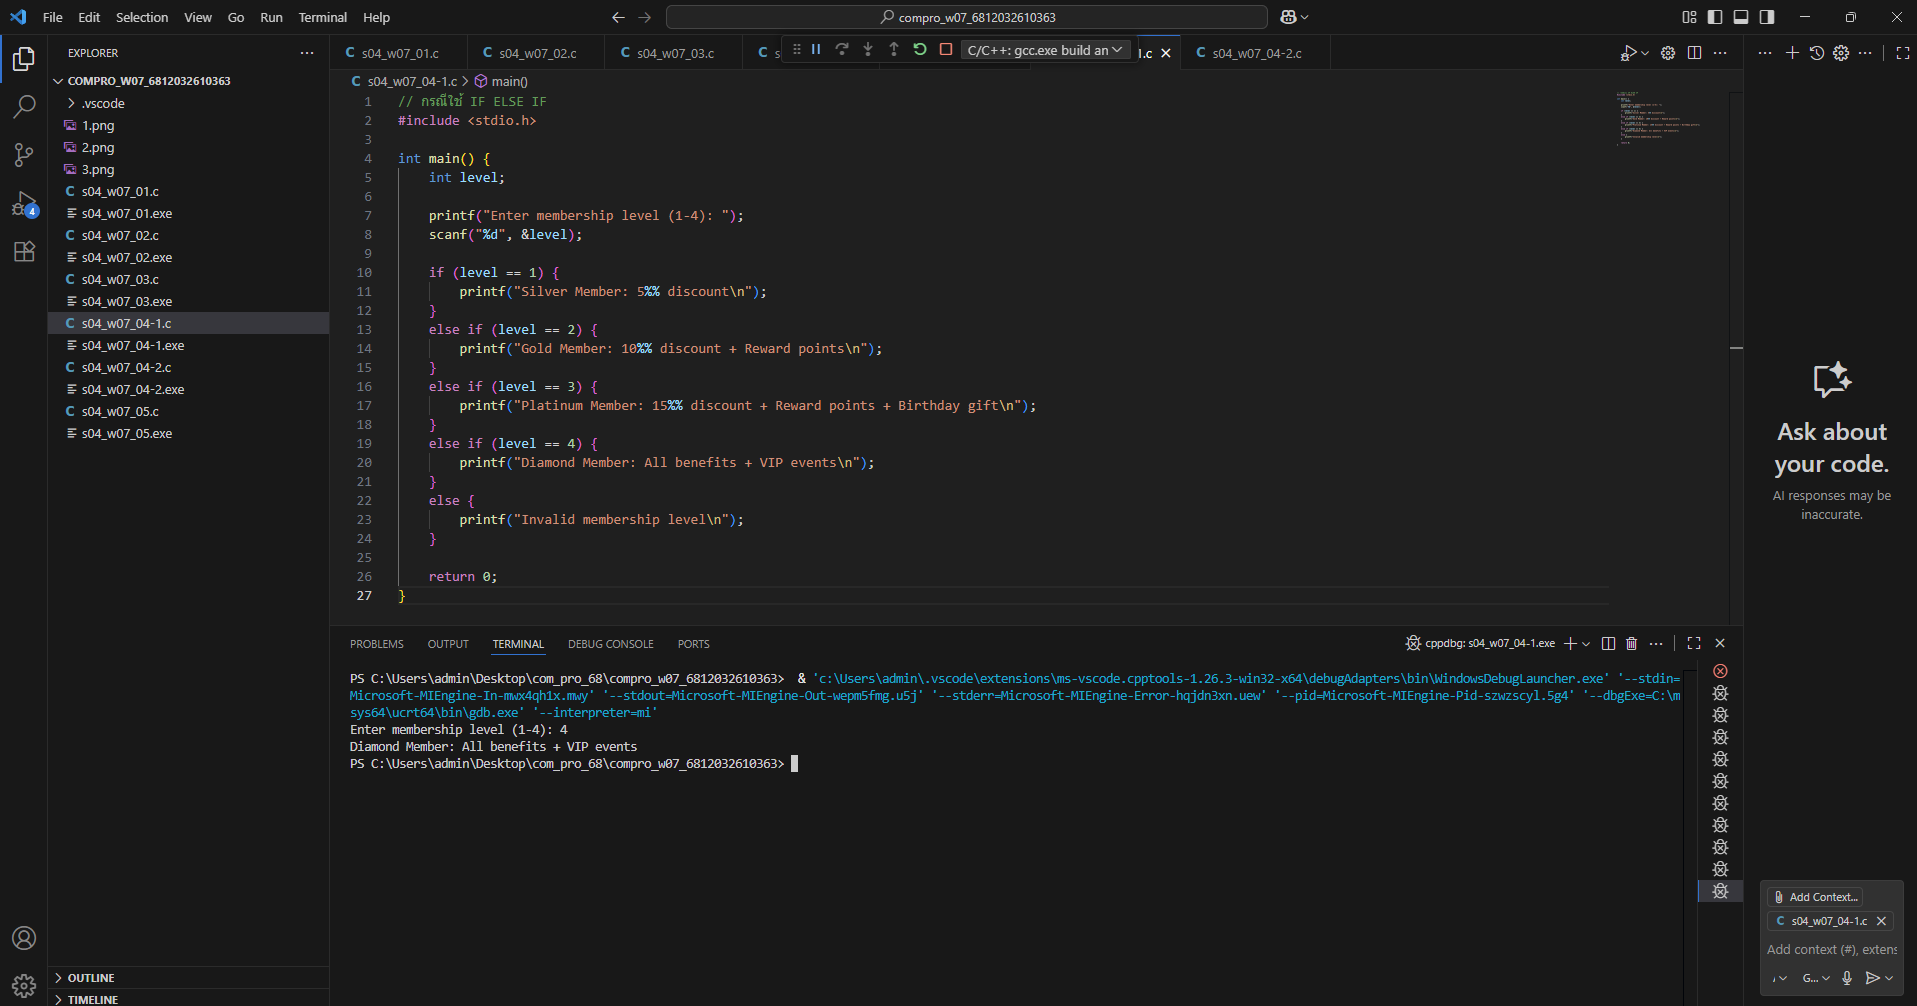 File Edit Selection View Go Run Terminal Help
compro_w07_6812032610363
EXPLORER
COMPRO_W07_6812032610363
.vscode
1.png
2.png
3.png
C s04_w07_01.c
s04_w07_01.exe
C s04_w07_02.c
s04_w07_02.exe
C s04_w07_03.c
s04_w07_03.exe
C s04_w07_04-1.c
s04_w07_04-1.exe
C s04_w07_04-2.c
s04_w07_04-2.exe
C s04_w07_05.c
s04_w07_05.exe
OUTLINE
TIMELINE
4
C s04_w07_01.c C s04_w07_02.c C s04_w07_03.c C s C/C++: gcc.exe build an l.c C s04_w07_04-2.c
C s04_w07_04-1.c > main()
1 // กรณีใช้ IF ELSE IF
2 #include <stdio.h>
3
4 int main() {
5 int level;
6
7 printf("Enter membership level (1-4): ");
8 scanf("%d", &level);
9
10 if (level == 1) {
11 printf("Silver Member: 5%% discount\n");
12 }
13 else if (level == 2) {
14 printf("Gold Member: 10%% discount + Reward points\n");
15 }
16 else if (level == 3) {
17 printf("Platinum Member: 15%% discount + Reward points + Birthday gift\n");
18 }
19 else if (level == 4) {
20 printf("Diamond Member: All benefits + VIP events\n");
21 }
22 else {
23 printf("Invalid membership level\n");
24 }
25
26 return 0;
27 }
PROBLEMS OUTPUT TERMINAL DEBUG CONSOLE PORTS
cppdbg: s04_w07_04-1.exe
PS C:\Users\admin\Desktop\com_pro_68\compro_w07_6812032610363> & 'c:\Users\admin\.vscode\extensions\ms-vscode.cpptools-1.26.3-win32-x64\debugAdapters\bin\WindowsDebugLauncher.exe' '--stdin=
Microsoft-MIEngine-In-mwx4qh1x.mwy' '--stdout=Microsoft-MIEngine-Out-wepm5fmg.u5j' '--stderr=Microsoft-MIEngine-Error-hqjdn3xn.uew' '--pid=Microsoft-MIEngine-Pid-szwzscyl.5g4' '--dbgExe=C:\m
sys64\ucrt64\bin\gdb.exe' '--interpreter=mi'
Enter membership level (1-4): 4
Diamond Member: All benefits + VIP events
PS C:\Users\admin\Desktop\com_pro_68\compro_w07_6812032610363>
Ask about
your code.
AI responses may be
inaccurate.
Add Context...
C s04_w07_04-1.c
Add context (#), extens
G...